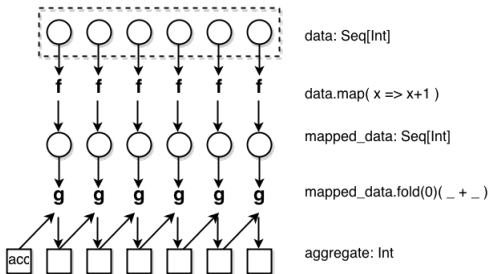 data: Seq[Int]
f f f f f f
data.map( x => x+1 )
mapped_data: Seq[Int]
g g g g g g
mapped_data.fold(0)( _ + _ )
acc
aggregate: Int